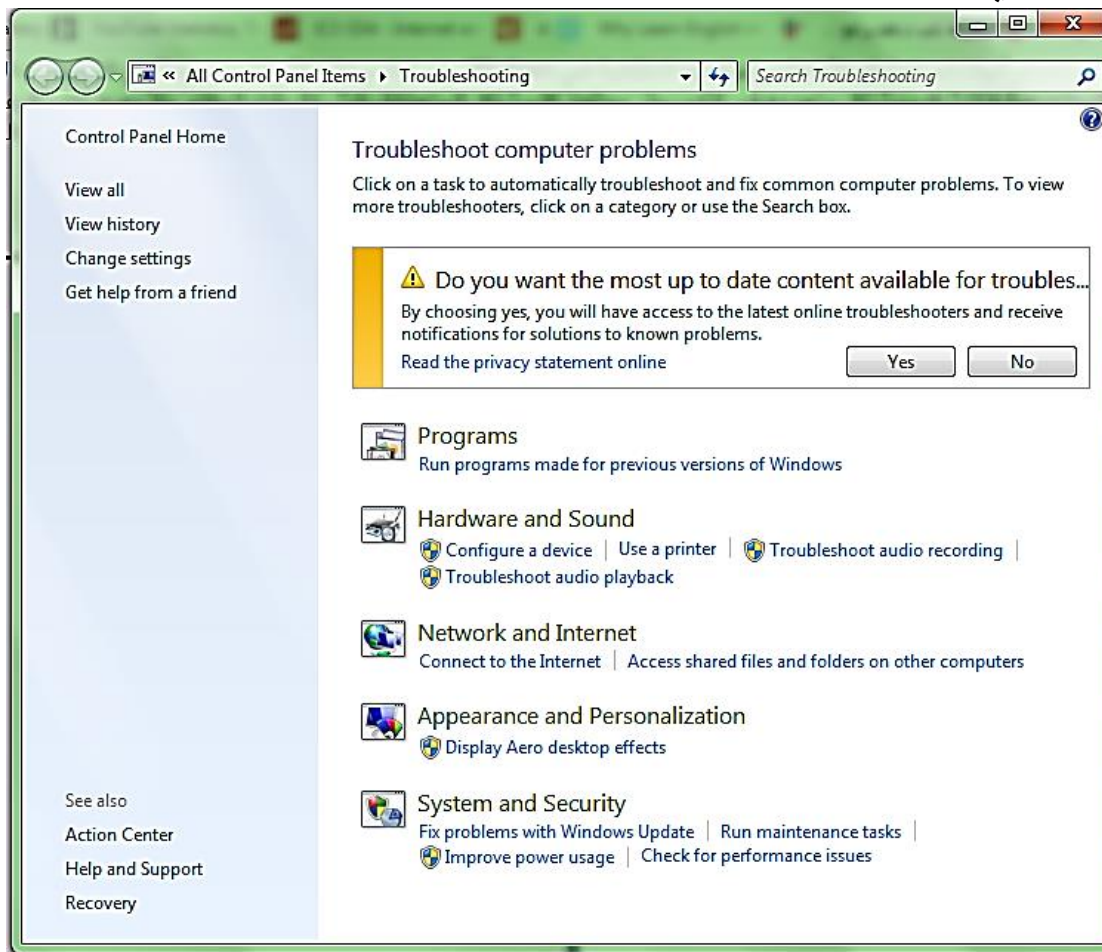 « All Control Panel Items ▸ Troubleshooting
Search Troubleshooting
Control Panel Home
View all
View history
Change settings
Get help from a friend
See also
Action Center
Help and Support
Recovery
Troubleshoot computer problems
Click on a task to automatically troubleshoot and fix common computer problems. To view
more troubleshooters, click on a category or use the Search box.
Do you want the most up to date content available for troubles...
By choosing yes, you will have access to the latest online troubleshooters and receive
notifications for solutions to known problems.
Read the privacy statement online
Yes No
Programs
Run programs made for previous versions of Windows
Hardware and Sound
Configure a device | Use a printer | Troubleshoot audio recording |
Troubleshoot audio playback
Network and Internet
Connect to the Internet | Access shared files and folders on other computers
Appearance and Personalization
Display Aero desktop effects
System and Security
Fix problems with Windows Update | Run maintenance tasks |
Improve power usage | Check for performance issues